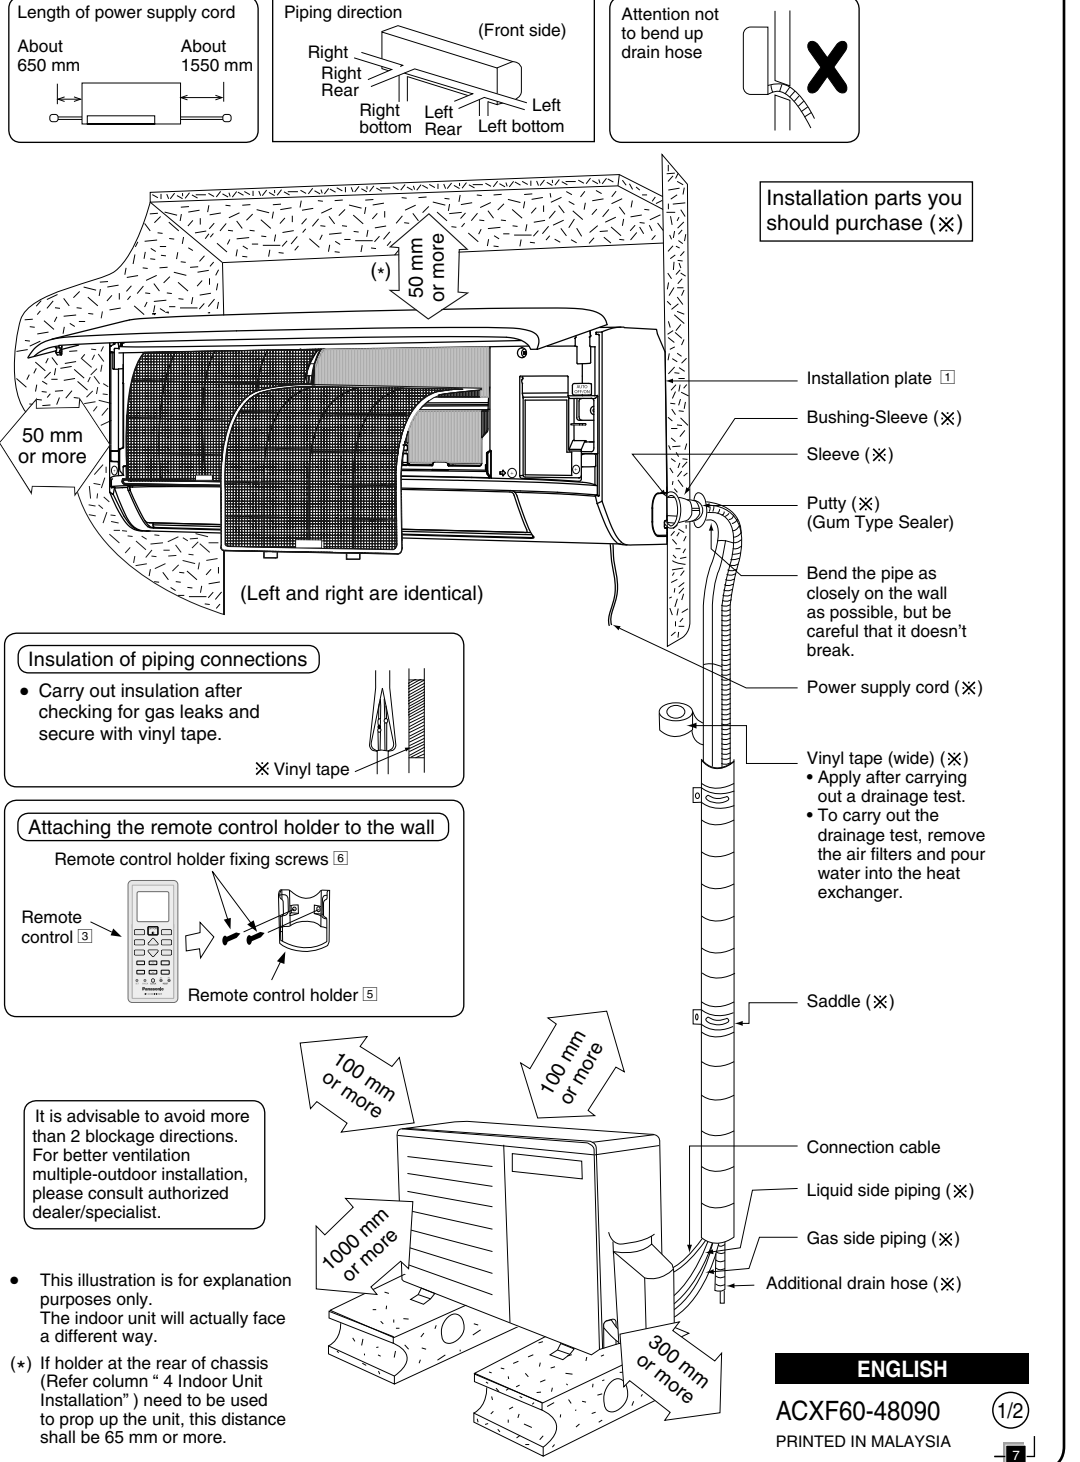 Length of power supply cord
About
650 mm
About
1550 mm
Piping direction
(Front side)
Right
Right
Rear
Right
bottom
Left
Rear
Left
Left bottom
Attention not
to bend up
drain hose
Installation parts you
should purchase (※)
(*)
50 mm
or more
50 mm
or more
AUTO
OFF/ON
(Left and right are identical)
Installation plate 1
Bushing-Sleeve (※)
Sleeve (※)
Putty (※)
(Gum Type Sealer)
Bend the pipe as
closely on the wall
as possible, but be
careful that it doesn't
break.
Power supply cord (※)
Vinyl tape (wide) (※)
• Apply after carrying
out a drainage test.
• To carry out the
drainage test, remove
the air filters and pour
water into the heat
exchanger.
Saddle (※)
Connection cable
Liquid side piping (※)
Gas side piping (※)
Additional drain hose (※)
Insulation of piping connections
● Carry out insulation after
checking for gas leaks and
secure with vinyl tape.
※ Vinyl tape
Attaching the remote control holder to the wall
Remote control holder fixing screws 6
Remote
control 3
Panasonic
Remote control holder 5
100 mm
or more
100 mm
or more
1000 mm
or more
300 mm
or more
It is advisable to avoid more
than 2 blockage directions.
For better ventilation
multiple-outdoor installation,
please consult authorized
dealer/specialist.
● This illustration is for explanation
purposes only.
The indoor unit will actually face
a different way.
(*) If holder at the rear of chassis
(Refer column “ 4 Indoor Unit
Installation” ) need to be used
to prop up the unit, this distance
shall be 65 mm or more.
ENGLISH
ACXF60-48090
1/2
PRINTED IN MALAYSIA
7